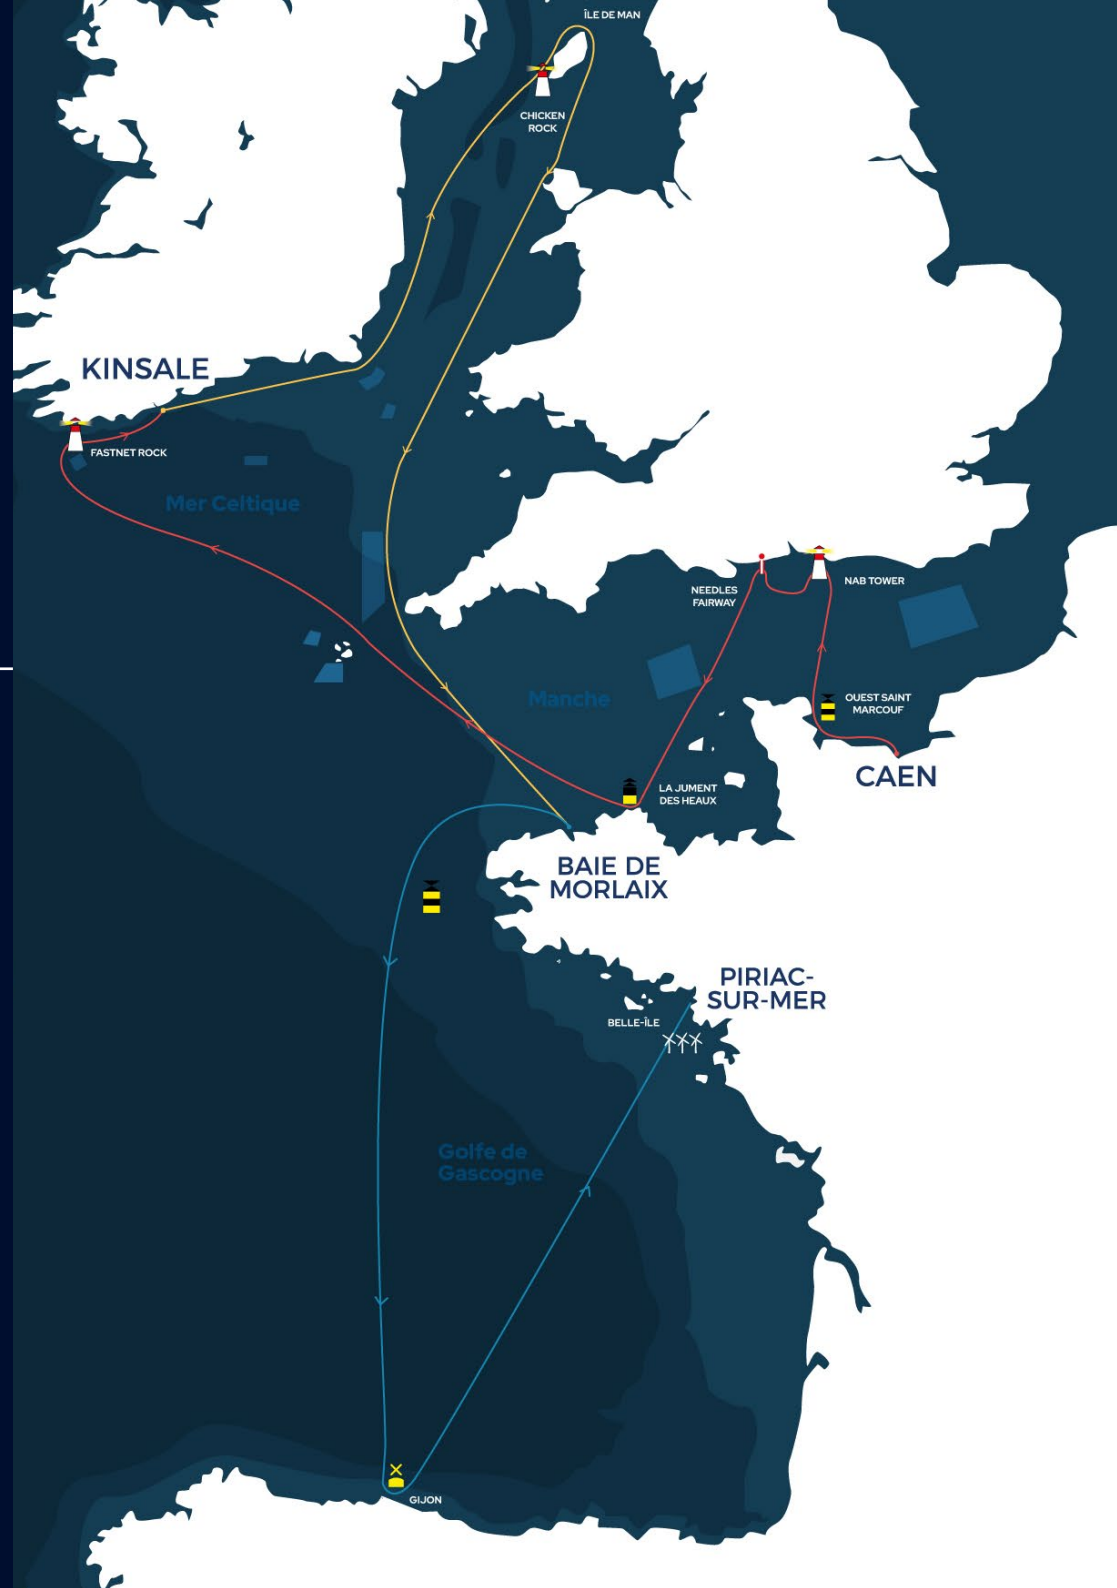 ÎLE DE MAN
CHICKEN
ROCK
KINSALE
FASTNET ROCK
Mer Celtique
NEEDLES
FAIRWAY
NAB TOWER
Manche
OUEST SAINT
MARCOUF
CAEN
LA JUMENT
DES HEAUX
BAIE DE
MORLAIX
PIRIAC-
SUR-MER
BELLE-ÎLE
Golfe de
Gascogne
GIJON